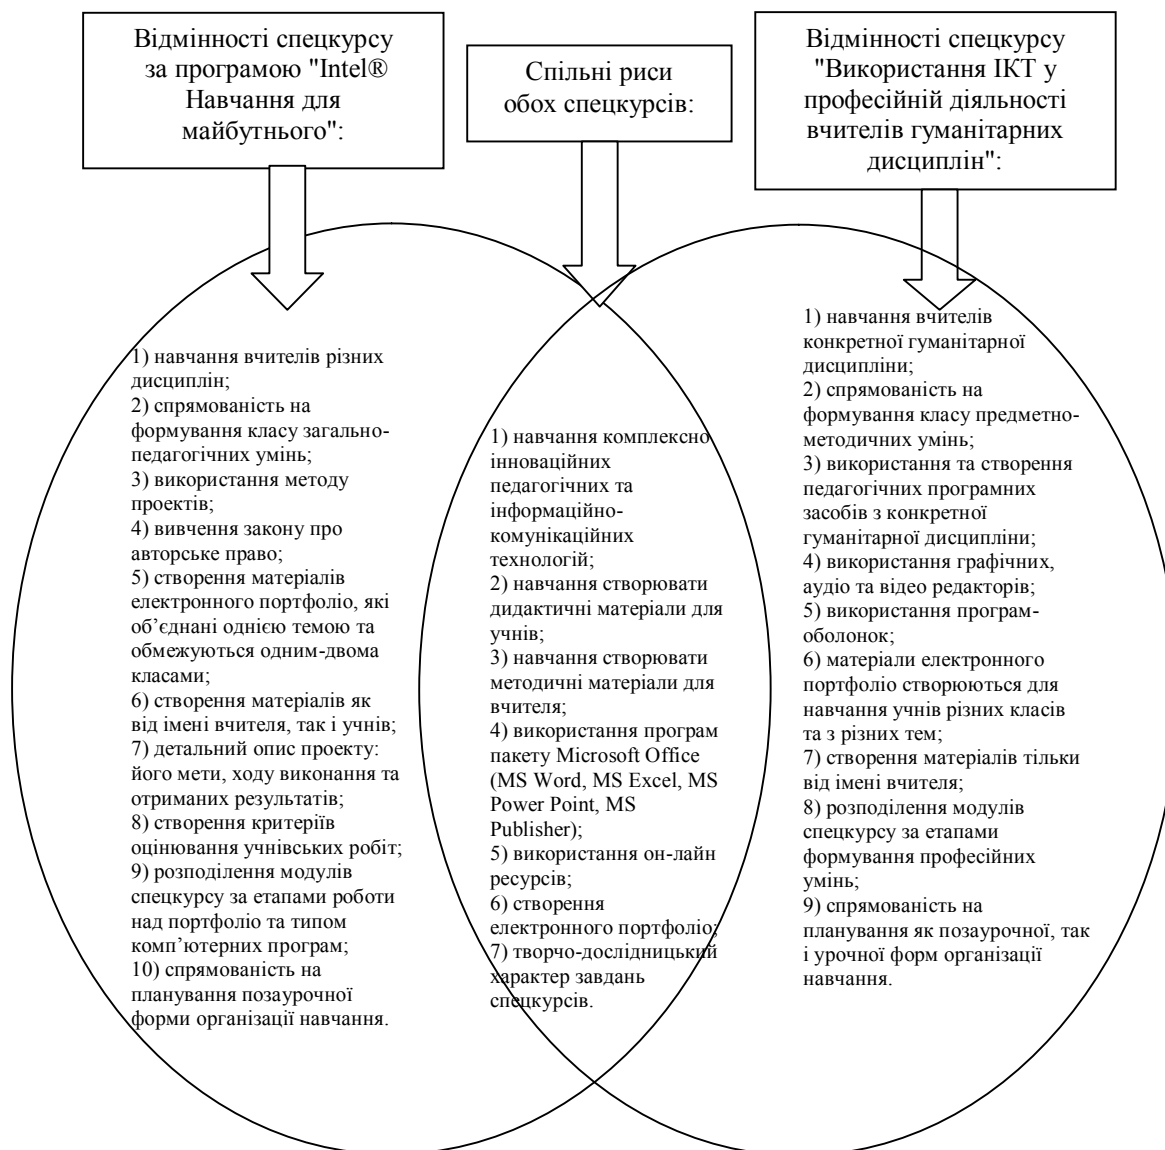 Відмінності спецкурсу
за програмою "Intel®
Навчання для
майбутнього":
Спільні риси
обох спецкурсів:
Відмінності спецкурсу
"Використання ІКТ у
професійній діяльності
вчителів гуманітарних
дисциплін":
1) навчання вчителів різних
дисциплін;
2) спрямованість на
формування класу загально-
педагогічних умінь;
3) використання методу
проектів;
4) вивчення закону про
авторське право;
5) створення матеріалів
електронного портфоліо, які
об’єднані однією темою та
обмежуються одним-двома
класами;
6) створення матеріалів як
від імені вчителя, так і учнів;
7) детальний опис проекту:
його мети, ходу виконання та
отриманих результатів;
8) створення критеріїв
оцінювання учнівських робіт;
9) розподілення модулів
спецкурсу за етапами роботи
над портфоліо та типом
комп’ютерних програм;
10) спрямованість на
планування позаурочної
форми організації навчання.
1) навчання комплексно
інноваційних
педагогічних та
інформаційно-
комунікаційних
технологій;
2) навчання створювати
дидактичні матеріали для
учнів;
3) навчання створювати
методичні матеріали для
вчителя;
4) використання програм
пакету Microsoft Office
(MS Word, MS Excel, MS
Power Point, MS
Publisher);
5) використання он-лайн
ресурсів;
6) створення
електронного портфоліо;
7) творчо-дослідницький
характер завдань
спецкурсів.
1) навчання вчителів
конкретної гуманітарної
дисципліни;
2) спрямованість на
формування класу предметно-
методичних умінь;
3) використання та створення
педагогічних програмних
засобів з конкретної
гуманітарної дисципліни;
4) використання графічних,
аудіо та відео редакторів;
5) використання програм-
оболонок;
6) матеріали електронного
портфоліо створюються для
навчання учнів різних класів
та з різних тем;
7) створення матеріалів тільки
від імені вчителя;
8) розподілення модулів
спецкурсу за етапами
формування професійних
умінь;
9) спрямованість на
планування як позаурочної, так
і урочної форм організації
навчання.